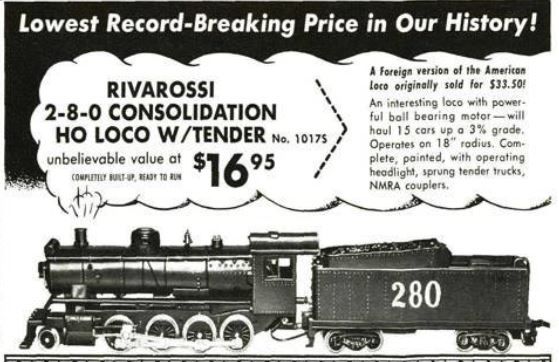 Lowest Record-Breaking Price in Our History!
RIVAROSSI
2-8-0 CONSOLIDATION
HO LOCO W/TENDER No. 1017S
unbelievable value at $16.95
COMPLETELY BUILT-UP, READY TO RUN
A Foreign version of the American
Loco originally sold for $33.50!
An interesting loco with power-
ful ball bearing motor — will
haul 15 cars up a 3% grade.
Operates on 18" radius. Com-
plete, painted, with operating
headlight, sprung tender trucks,
NMRA couplers.
280